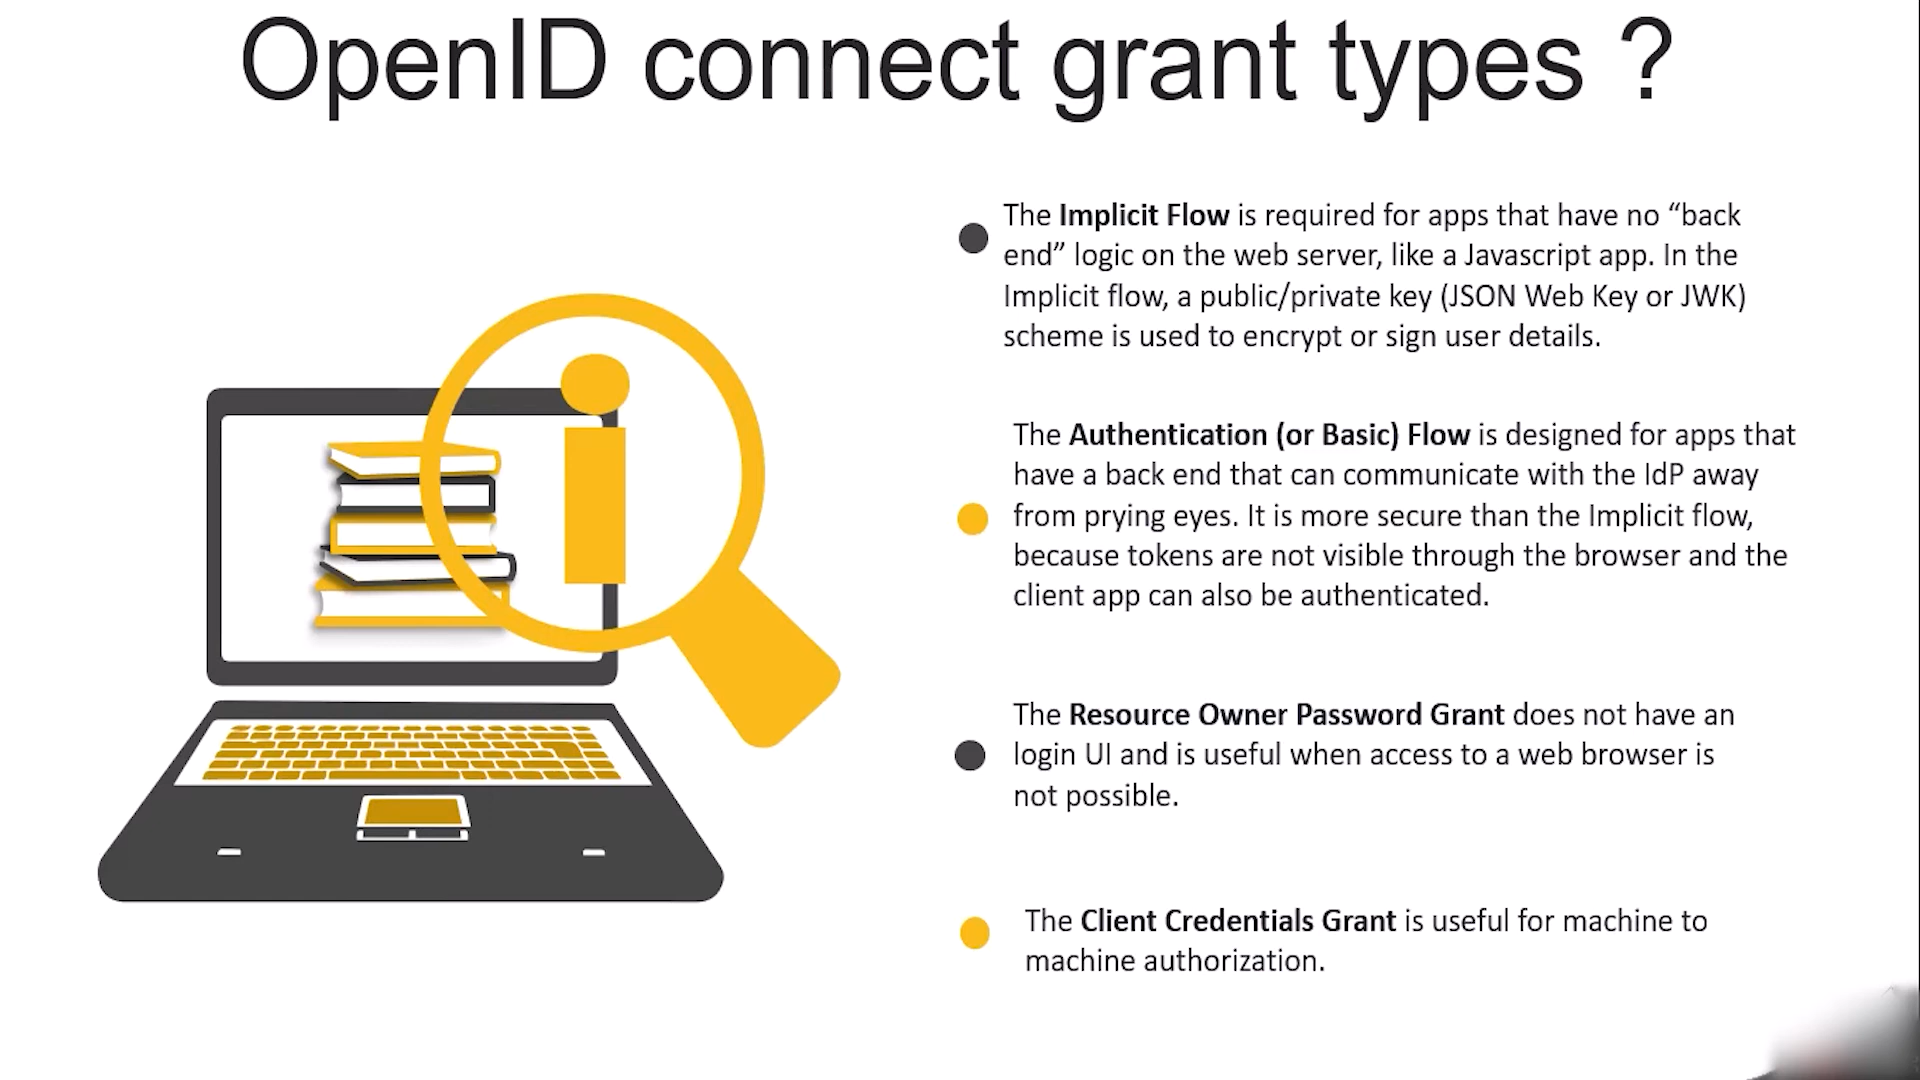 OpenID connect grant types ?
The Implicit Flow is required for apps that have no “back
end” logic on the web server, like a Javascript app. In the
Implicit flow, a public/private key (JSON Web Key or JWK)
scheme is used to encrypt or sign user details.
The Authentication (or Basic) Flow is designed for apps that
have a back end that can communicate with the IdP away
from prying eyes. It is more secure than the Implicit flow,
because tokens are not visible through the browser and the
client app can also be authenticated.
The Resource Owner Password Grant does not have an
login UI and is useful when access to a web browser is
not possible.
The Client Credentials Grant is useful for machine to
machine authorization.